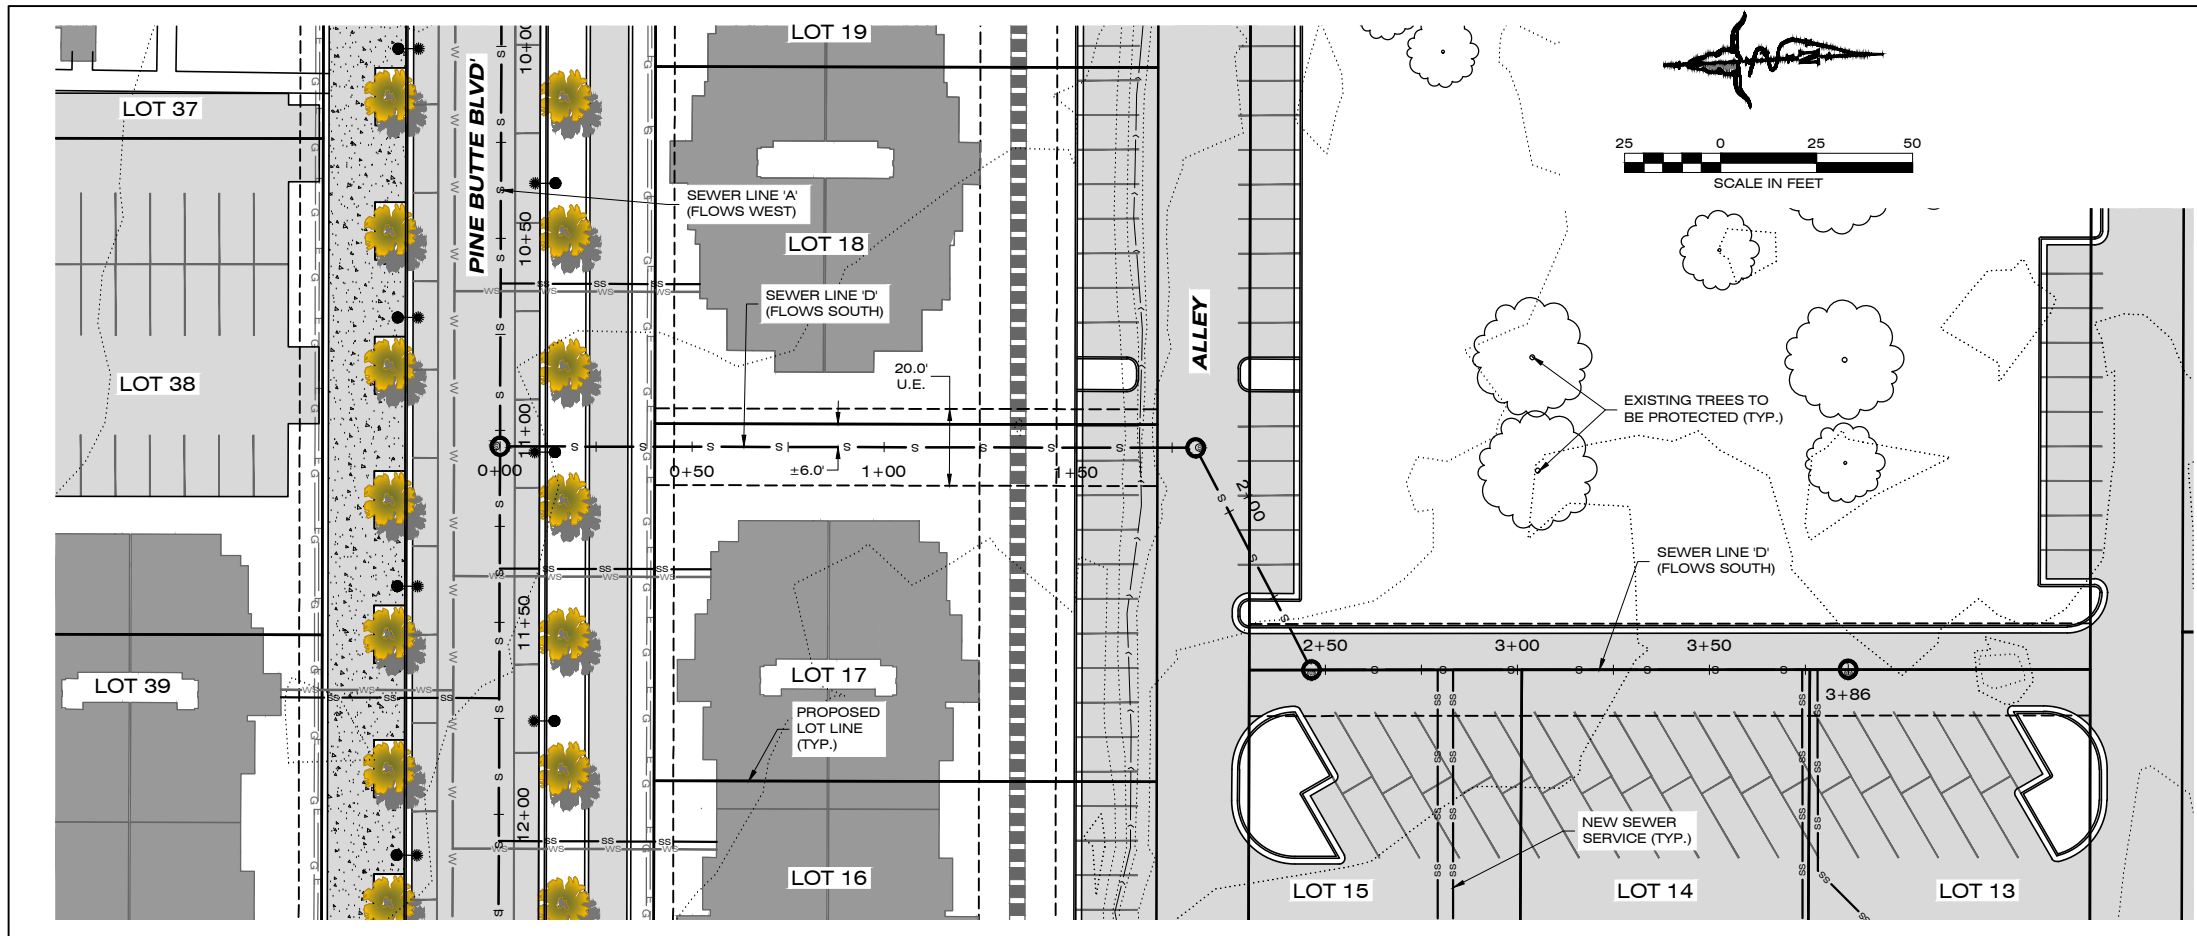 LOT 19
LOT 37
PINE BUTTE BLVD'
10+00
N
25 0 25 50
SCALE IN FEET
SEWER LINE 'A'
(FLOWS WEST)
10+50
LOT 18
SEWER LINE 'D'
(FLOWS SOUTH)
ALLEY
LOT 38
20.0'
U.E.
EXISTING TREES TO
BE PROTECTED (TYP.)
11+00
0+00
0+50
±6.0'
1+00
1+50
2+00
SEWER LINE 'D'
(FLOWS SOUTH)
11+50
2+50
3+00
3+50
3+86
LOT 39
LOT 17
PROPOSED
LOT LINE
(TYP.)
12+00
NEW SEWER
SERVICE (TYP.)
LOT 16
LOT 15
LOT 14
LOT 13